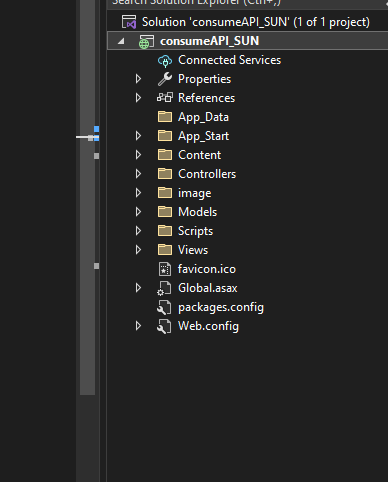 Search Solution Explorer (Ctrl+;)
Solution 'consumeAPI_SUN' (1 of 1 project)
consumeAPI_SUN
Connected Services
Properties
References
App_Data
App_Start
Content
Controllers
image
Models
Scripts
Views
favicon.ico
Global.asax
packages.config
Web.config